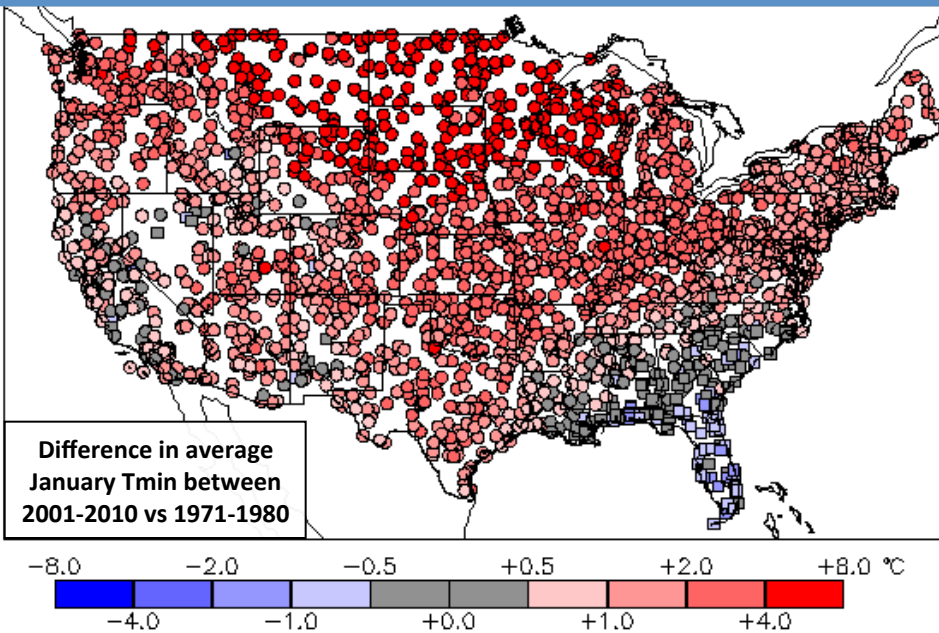 Difference in average
January Tmin between
2001-2010 vs 1971-1980
-8.0 -2.0 -0.5 +0.5 +2.0 +8.0 °C
-4.0 -1.0 +0.0 +1.0 +4.0